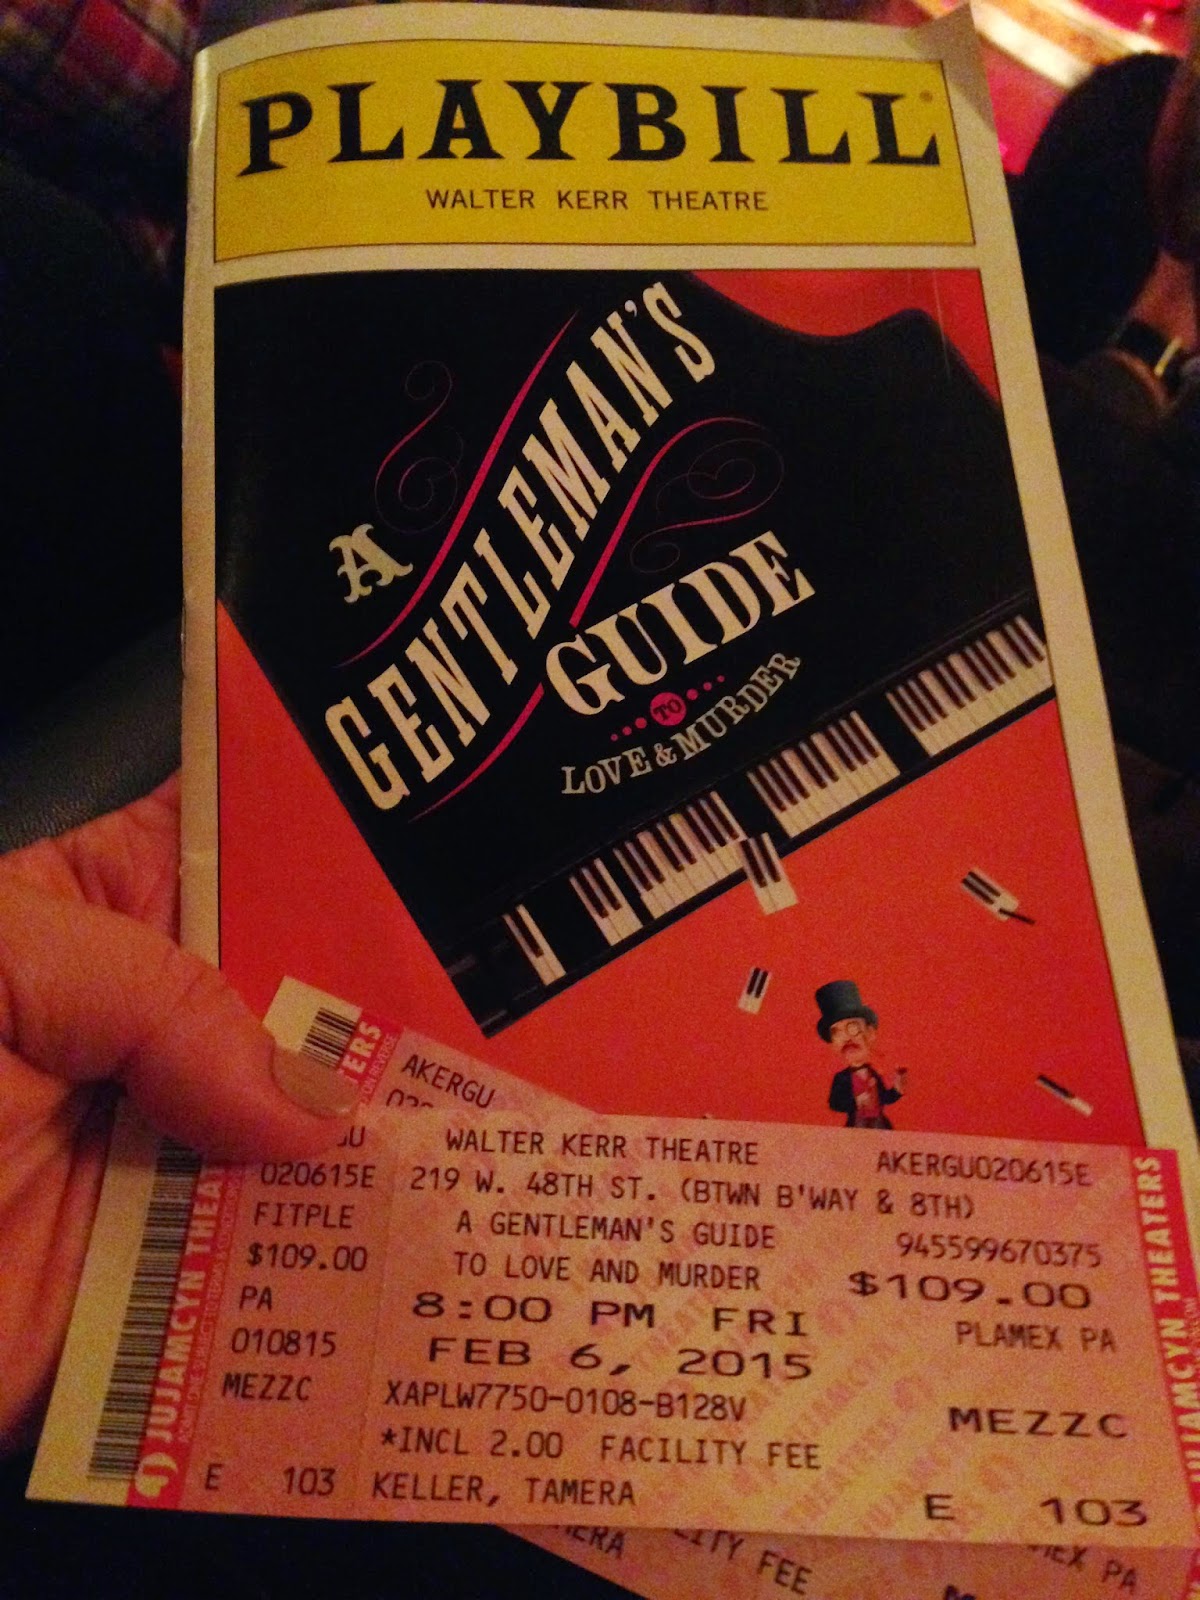 PLAYBILL®
WALTER KERR THEATRE
A
GENTLEMAN'S
GUIDE
TO
LOVE & MURDER
AKERGU
WALTER KERR THEATRE
AKERGU020615E
020615E
219 W. 48TH ST. (BTWN B'WAY & 8TH)
FITPLE
A GENTLEMAN'S GUIDE
945599670375
$109.00
TO LOVE AND MURDER
$109.00
PA
8:00 PM FRI
PLAMEX PA
010815
FEB 6, 2015
MEZZC
XAPLW7750-0108-B128V
MEZZC
*INCL 2.00 FACILITY FEE
E 103
KELLER, TAMERA
E 103
JUJAMCYN THEATERS
FEE
PA